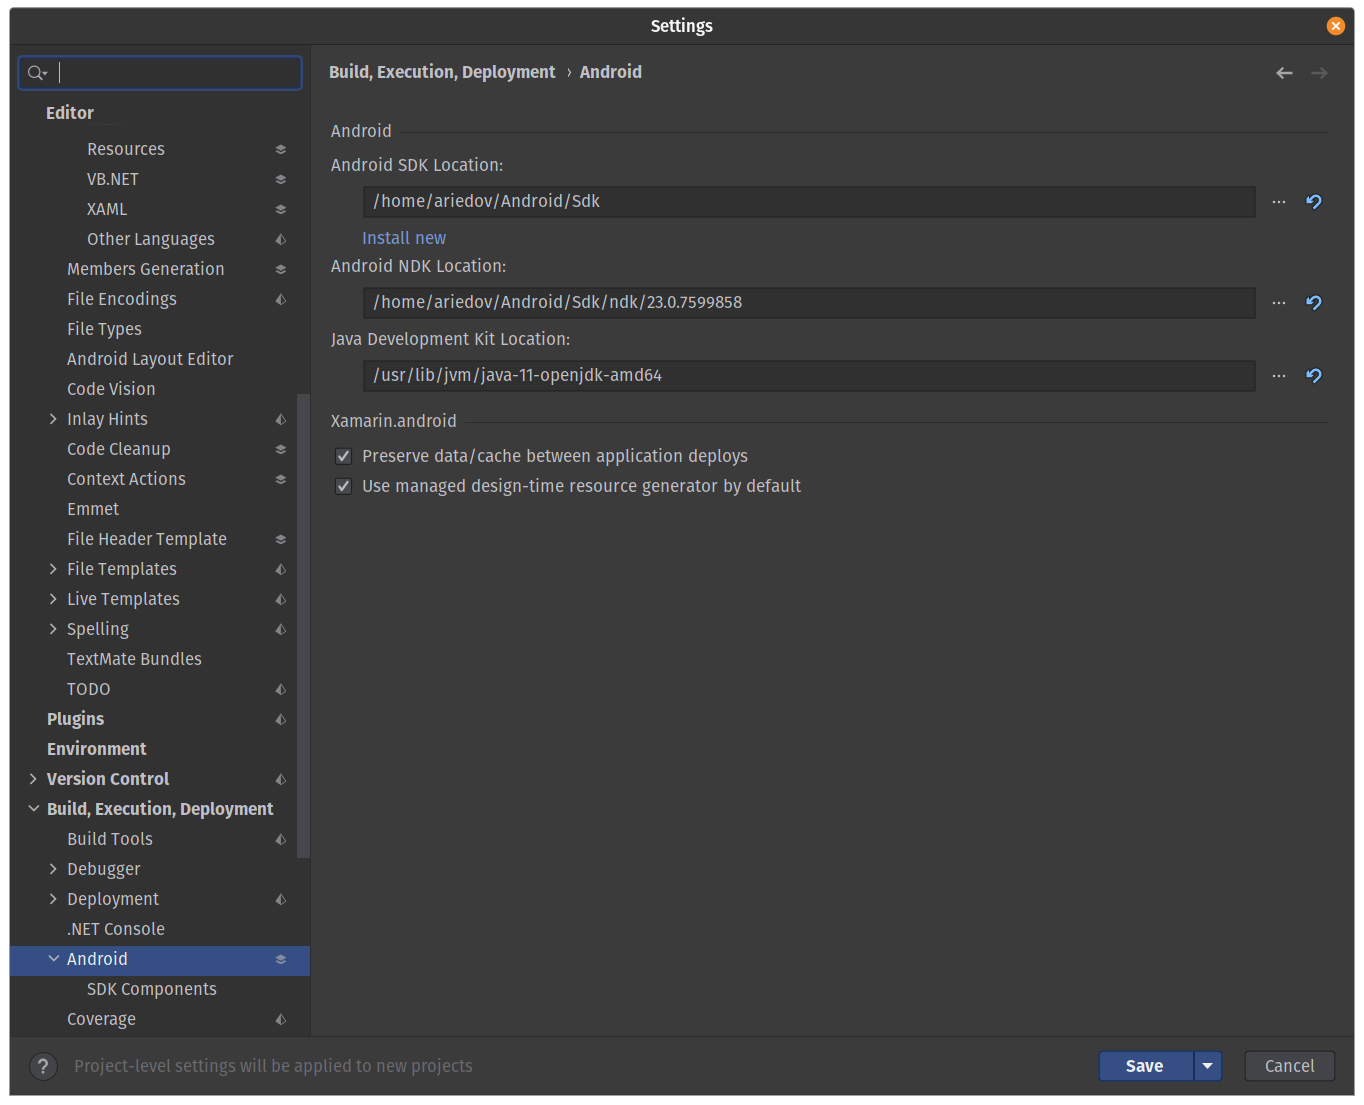 Settings
Editor
Resources
VB.NET
XAML
Other Languages
Members Generation
File Encodings
File Types
Android Layout Editor
Code Vision
Inlay Hints
Code Cleanup
Context Actions
Emmet
File Header Template
File Templates
Live Templates
Spelling
TextMate Bundles
TODO
Plugins
Environment
Version Control
Build, Execution, Deployment
Build Tools
Debugger
Deployment
.NET Console
Android
SDK Components
Coverage
Build, Execution, Deployment › Android
Android
Android SDK Location:
/home/ariedov/Android/Sdk
Install new
Android NDK Location:
/home/ariedov/Android/Sdk/ndk/23.0.7599858
Java Development Kit Location:
/usr/lib/jvm/java-11-openjdk-amd64
Xamarin.android
Preserve data/cache between application deploys
Use managed design-time resource generator by default
? Project-level settings will be applied to new projects
Save
Cancel